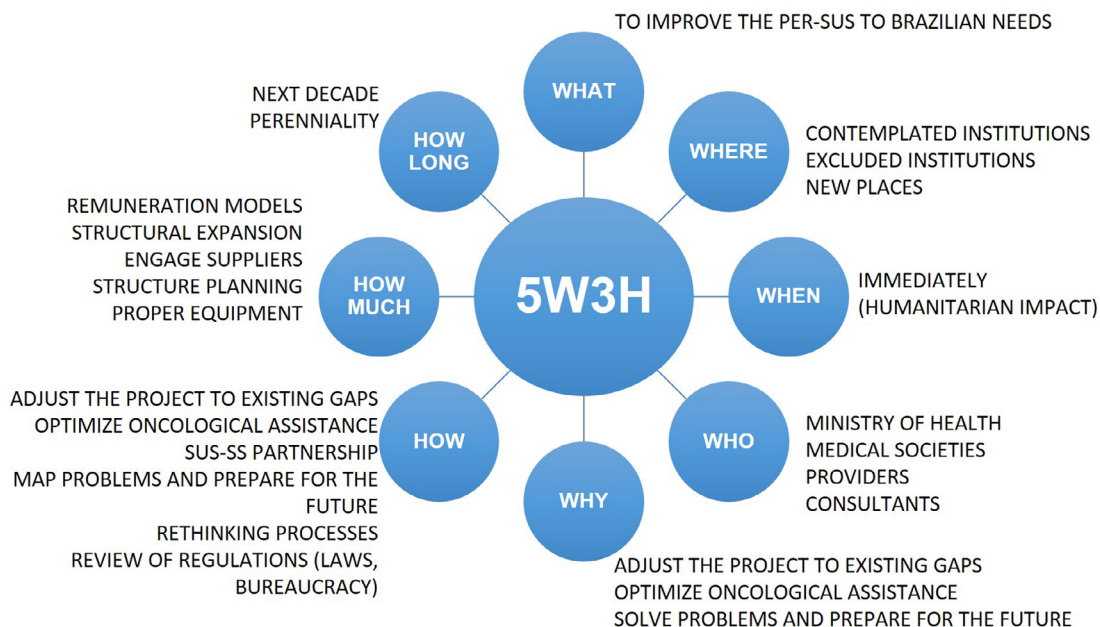 TO IMPROVE THE PER-SUS TO BRAZILIAN NEEDS
WHAT
NEXT DECADE
PERENNIALITY
HOW
LONG
WHERE
CONTEMPLATED INSTITUTIONS
EXCLUDED INSTITUTIONS
NEW PLACES
REMUNERATION MODELS
STRUCTURAL EXPANSION
ENGAGE SUPPLIERS
STRUCTURE PLANNING
PROPER EQUIPMENT
HOW
MUCH
5W3H
WHEN
IMMEDIATELY
(HUMANITARIAN IMPACT)
ADJUST THE PROJECT TO EXISTING GAPS
OPTIMIZE ONCOLOGICAL ASSISTANCE
SUS-SS PARTNERSHIP
MAP PROBLEMS AND PREPARE FOR THE
FUTURE
RETHINKING PROCESSES
REVIEW OF REGULATIONS (LAWS,
BUREAUCRACY)
HOW
WHO
MINISTRY OF HEALTH
MEDICAL SOCIETIES
PROVIDERS
CONSULTANTS
WHY
ADJUST THE PROJECT TO EXISTING GAPS
OPTIMIZE ONCOLOGICAL ASSISTANCE
SOLVE PROBLEMS AND PREPARE FOR THE FUTURE